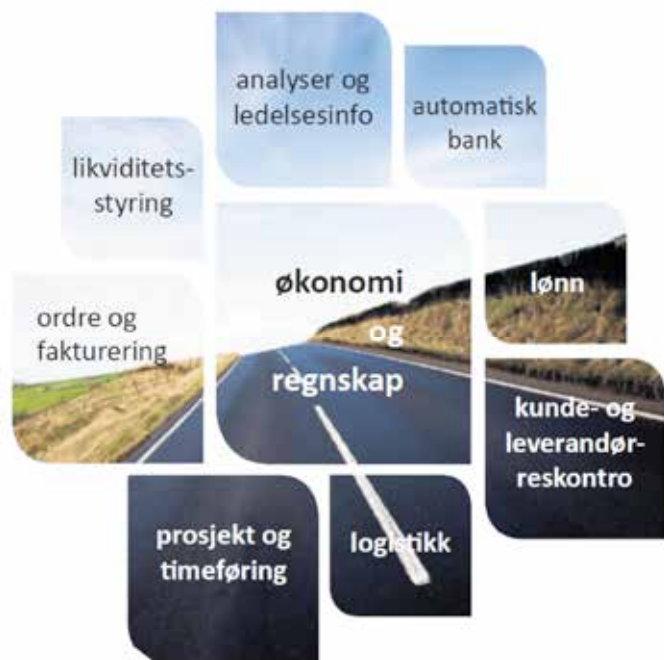 analyser og
ledelsesinfo
automatisk
bank
likviditets-
styring
økonomi
og
regnskap
lønn
ordre og
fakturering
kunde- og
leverandør-
reskontro
prosjekt og
timeføring
logistikk